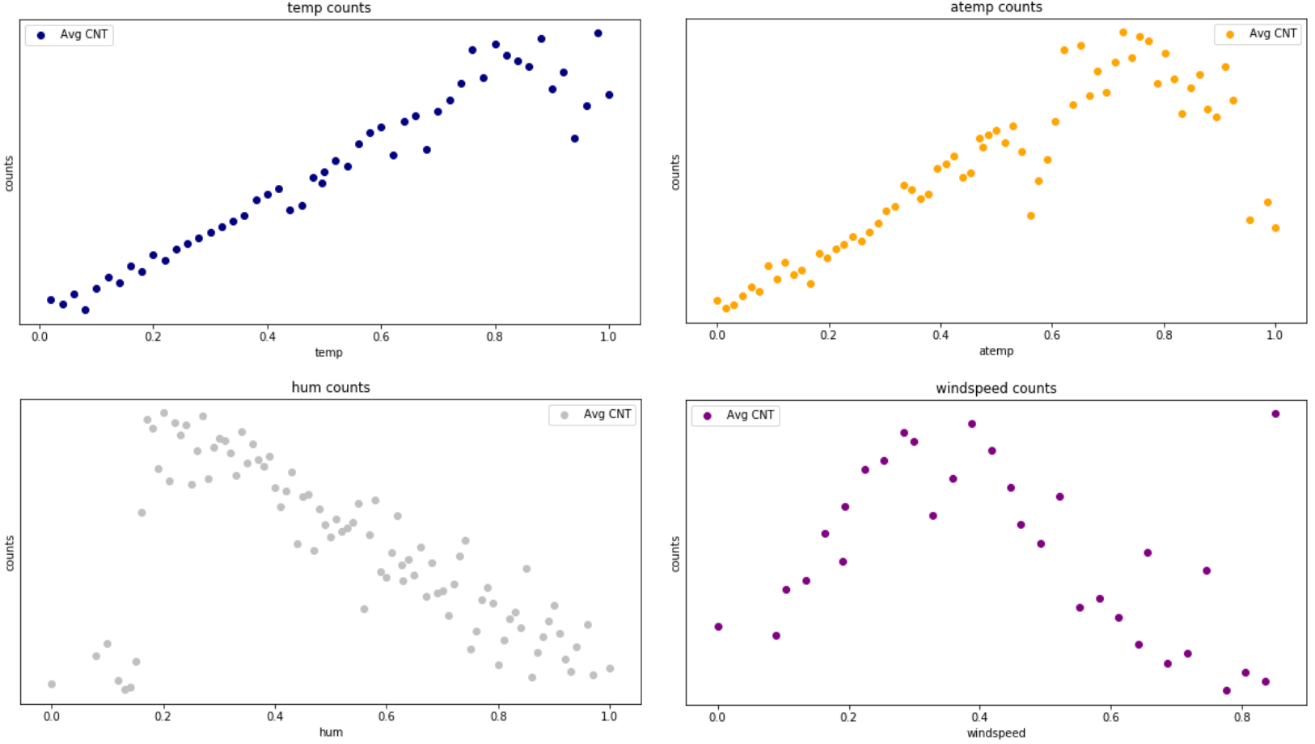 temp counts
Avg CNT
counts
0.0 0.2 0.4 0.6 0.8 1.0
temp
atemp counts
Avg CNT
counts
0.0 0.2 0.4 0.6 0.8 1.0
atemp
hum counts
Avg CNT
counts
0.0 0.2 0.4 0.6 0.8 1.0
hum
windspeed counts
Avg CNT
counts
0.0 0.2 0.4 0.6 0.8
windspeed